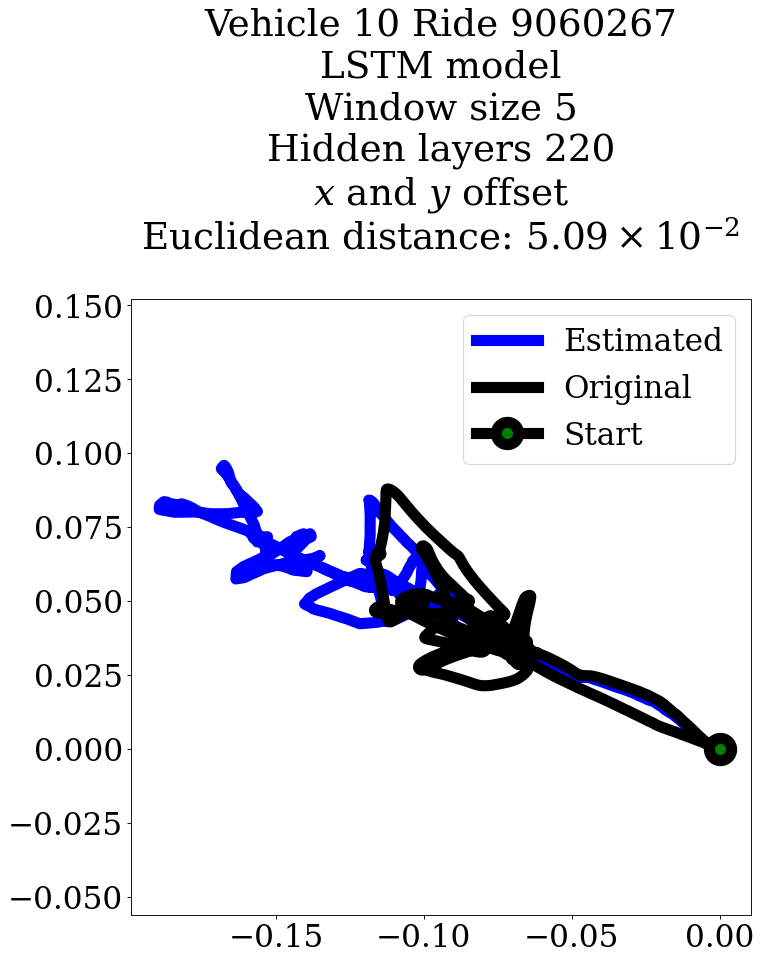 Vehicle 10 Ride 9060267
LSTM model
Window size 5
Hidden layers 220
x and y offset
Euclidean distance: 5.09 × 10⁻²
Estimated
Original
Start
0.150
0.125
0.100
0.075
0.050
0.025
0.000
−0.025
−0.050
−0.15 −0.10 −0.05 0.00